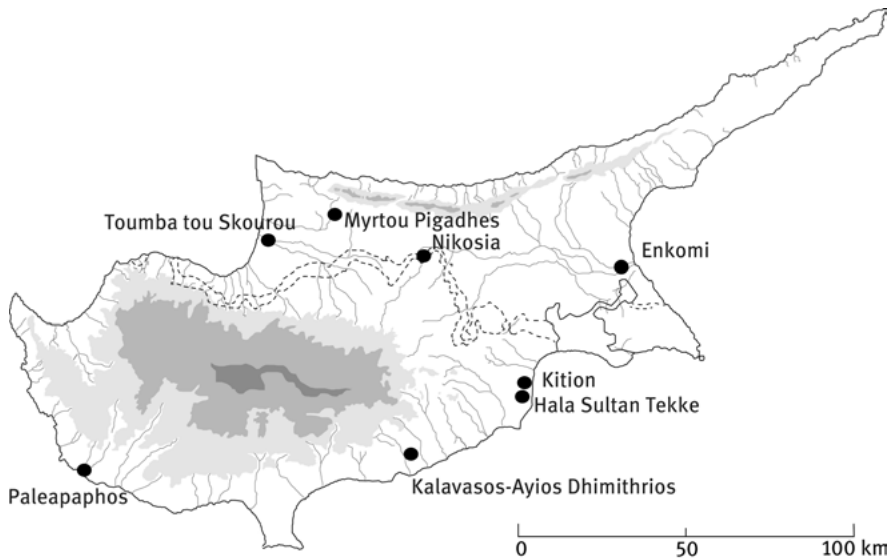 Toumba tou Skourou
Myrtou Pigadhes
Nikosia
Enkomi
Kition
Hala Sultan Tekke
Paleapaphos
Kalavasos-Ayios Dhimithrios
0 50 100 km